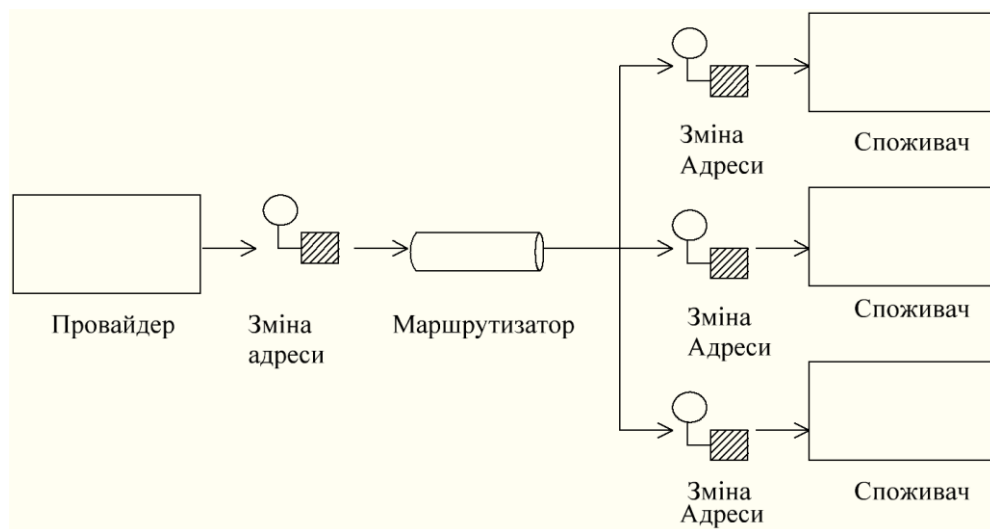 Зміна
Адреси
Споживач
Провайдер
Зміна
адреси
Маршрутизатор
Зміна
Адреси
Споживач
Зміна
Адреси
Споживач